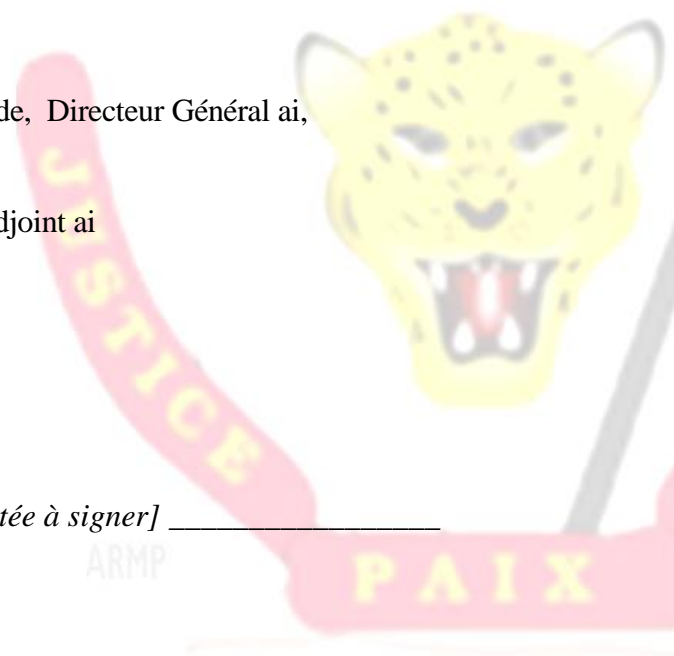 de, Directeur Général ai,
djoint ai
JUSTICE
tée à signer] _________________
ARMP
PAIX